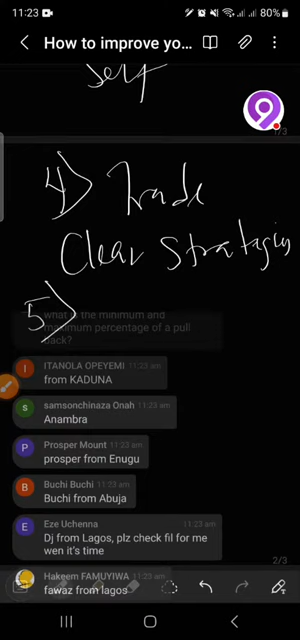 11:23
80%
How to improve yo...
self
1/3
4) Trade
Clear Strategies
5)
what is the minimum and
maximum percentage of a pull
back?
ITANOLA OPEYEMI 11:23 am
from KADUNA
samsonchinaza Onah 11:23 am
Anambra
Prosper Mount 11:23 am
prosper from Enugu
Buchi Buchi 11:23 am
Buchi from Abuja
Eze Uchenna 11:23 am
Dj from Lagos, plz check fil for me
wen it's time
2/3
Hakeem FAMUYIWA 11:23 am
fawaz from lagos